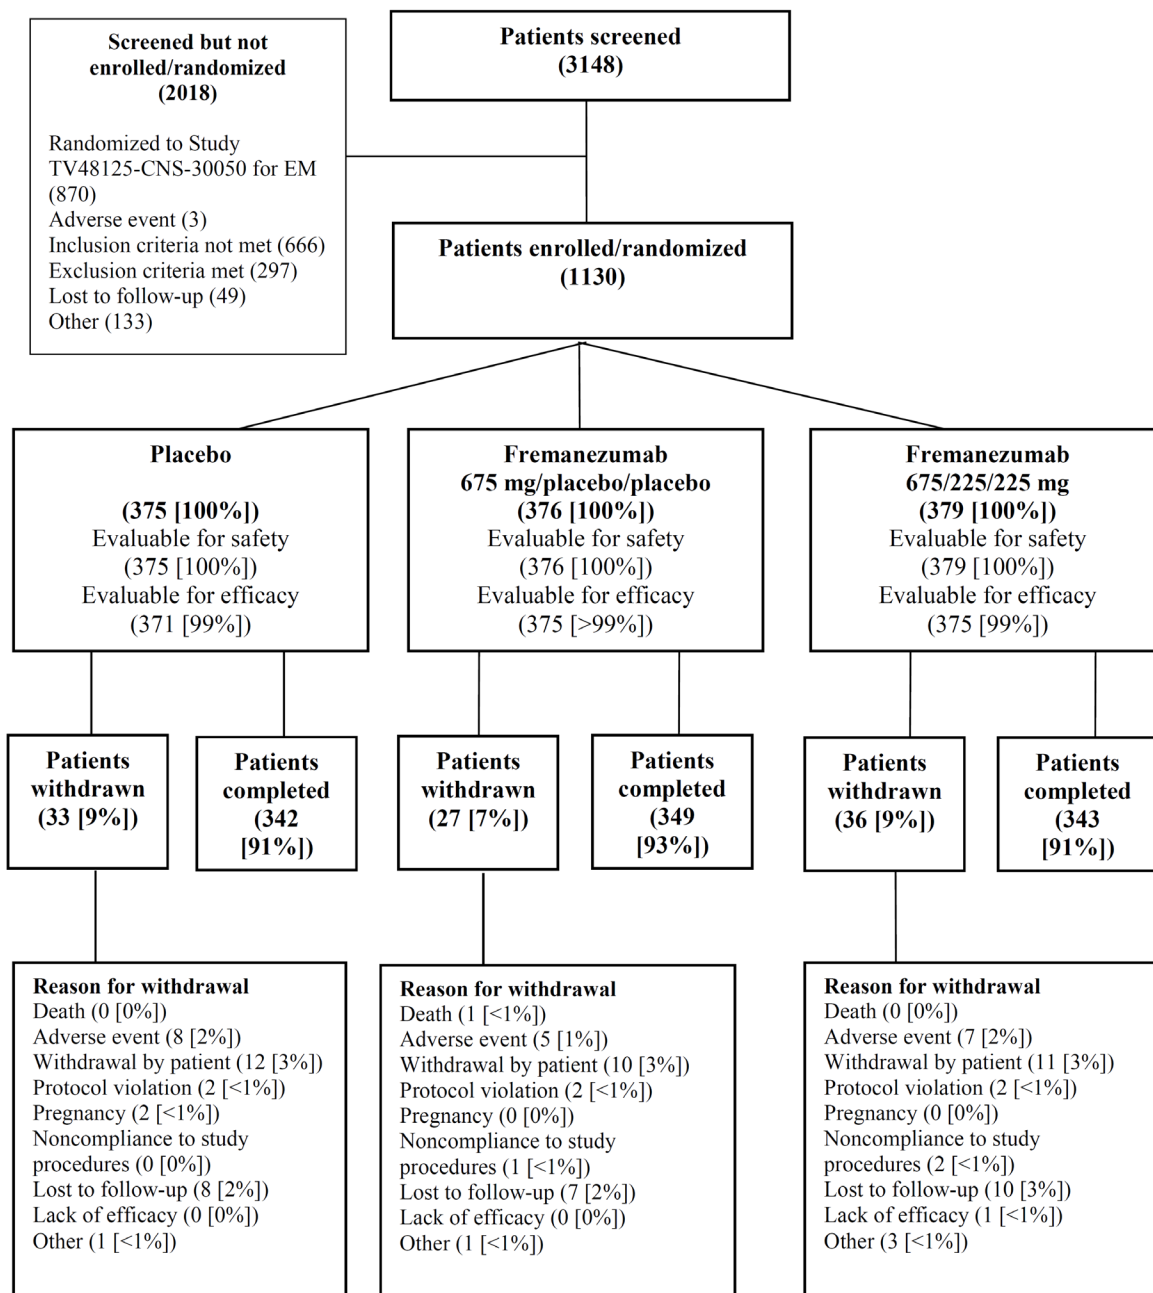 Screened but not
enrolled/randomized
(2018)
Randomized to Study
TV48125-CNS-30050 for EM
(870)
Adverse event (3)
Inclusion criteria not met (666)
Exclusion criteria met (297)
Lost to follow-up (49)
Other (133)
Patients screened
(3148)
Patients enrolled/randomized
(1130)
Placebo
(375 [100%])
Evaluable for safety
(375 [100%])
Evaluable for efficacy
(371 [99%])
Fremanezumab
675 mg/placebo/placebo
(376 [100%])
Evaluable for safety
(376 [100%])
Evaluable for efficacy
(375 [>99%])
Fremanezumab
675/225/225 mg
(379 [100%])
Evaluable for safety
(379 [100%])
Evaluable for efficacy
(375 [99%])
Patients
withdrawn
(33 [9%])
Patients
completed
(342
[91%])
Patients
withdrawn
(27 [7%])
Patients
completed
(349
[93%])
Patients
withdrawn
(36 [9%])
Patients
completed
(343
[91%])
Reason for withdrawal
Death (0 [0%])
Adverse event (8 [2%])
Withdrawal by patient (12 [3%])
Protocol violation (2 [<1%])
Pregnancy (2 [<1%])
Noncompliance to study
procedures (0 [0%])
Lost to follow-up (8 [2%])
Lack of efficacy (0 [0%])
Other (1 [<1%])
Reason for withdrawal
Death (1 [<1%])
Adverse event (5 [1%])
Withdrawal by patient (10 [3%])
Protocol violation (2 [<1%])
Pregnancy (0 [0%])
Noncompliance to study
procedures (1 [<1%])
Lost to follow-up (7 [2%])
Lack of efficacy (0 [0%])
Other (1 [<1%])
Reason for withdrawal
Death (0 [0%])
Adverse event (7 [2%])
Withdrawal by patient (11 [3%])
Protocol violation (2 [<1%])
Pregnancy (0 [0%])
Noncompliance to study
procedures (2 [<1%])
Lost to follow-up (10 [3%])
Lack of efficacy (1 [<1%])
Other (3 [<1%])